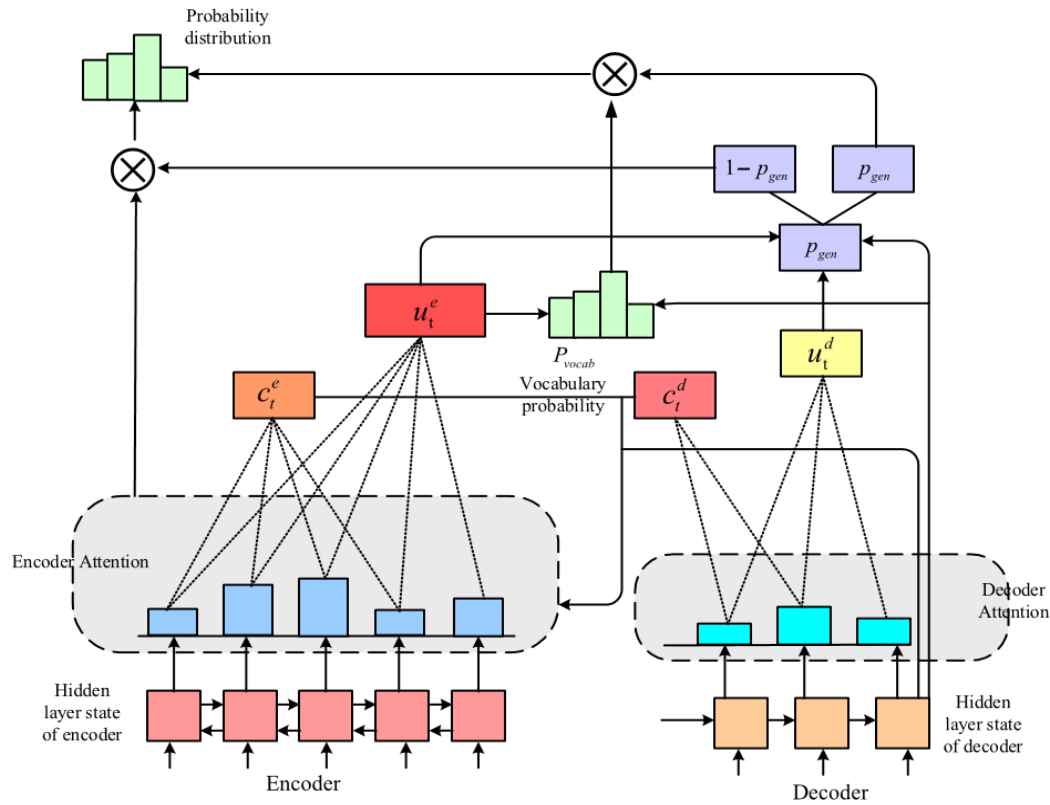 Probability
distribution
1 − p_gen
p_gen
p_gen
u_t^e
P_vocab
Vocabulary
probability
u_t^d
c_t^e
c_t^d
Encoder Attention
Decoder
Attention
Hidden
layer state
of encoder
Hidden
layer state
of decoder
Encoder
Decoder